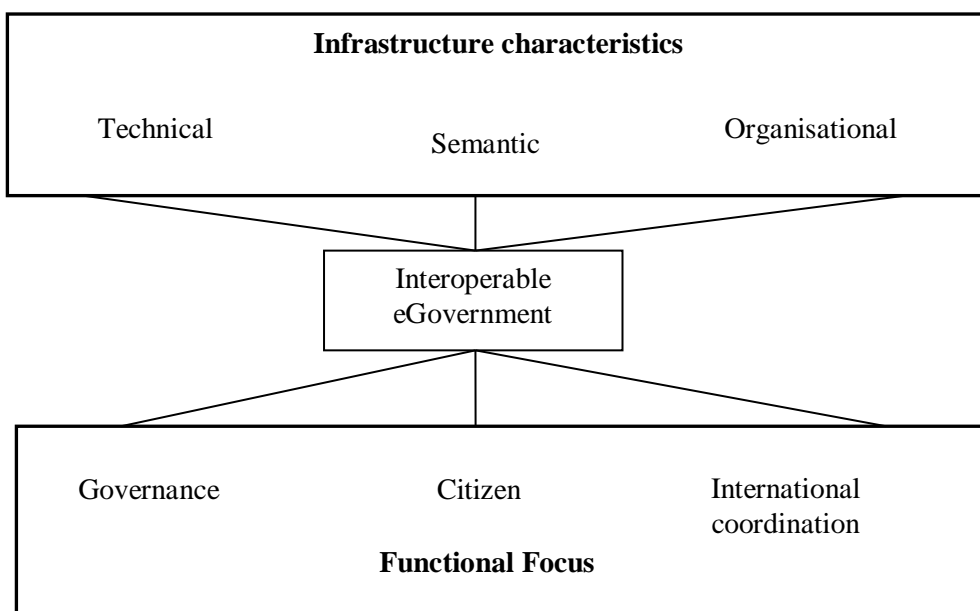 Infrastructure characteristics
Technical
Semantic
Organisational
Interoperable
eGovernment
Governance
Citizen
International
coordination
Functional Focus